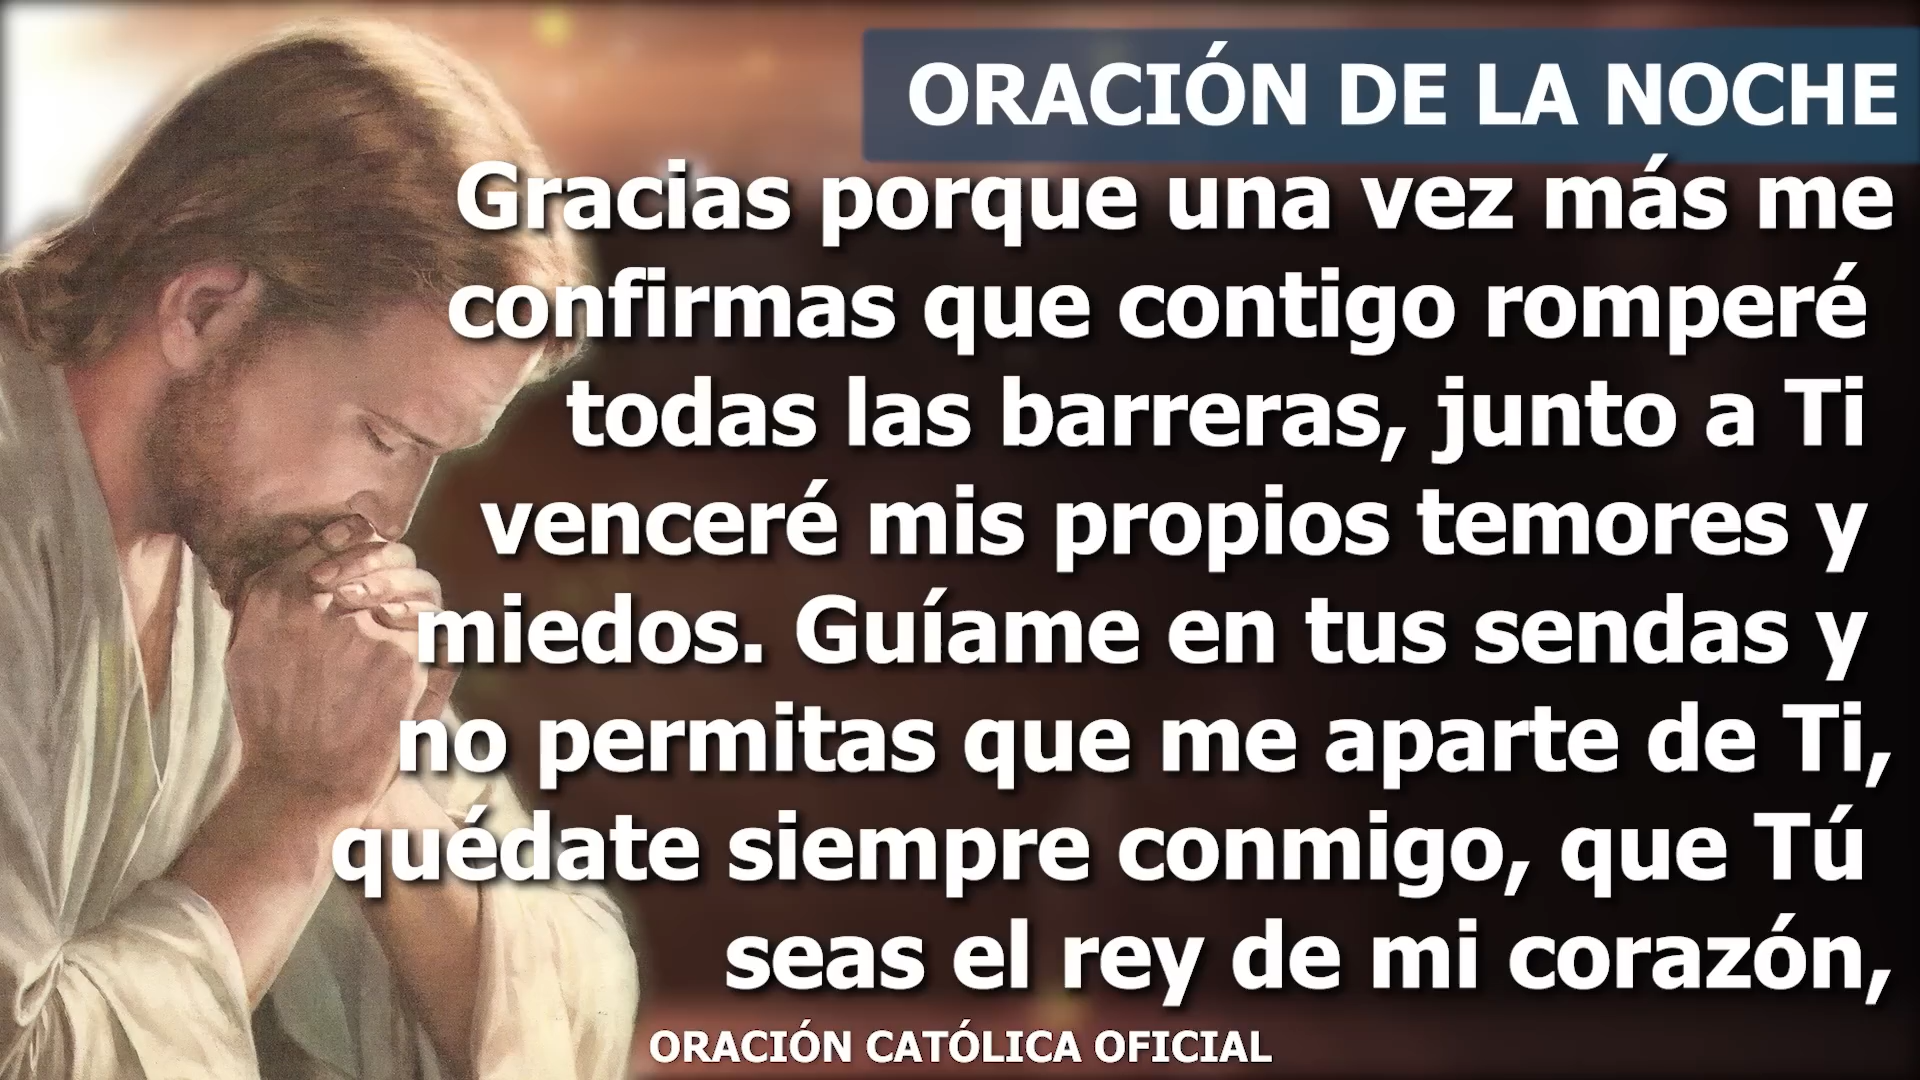 ORACIÓN DE LA NOCHE
Gracias porque una vez más me
confirmas que contigo romperé
todas las barreras, junto a Ti
venceré mis propios temores y
miedos. Guíame en tus sendas y
no permitas que me aparte de Ti,
quédate siempre conmigo, que Tú
seas el rey de mi corazón,
ORACIÓN CATÓLICA OFICIAL